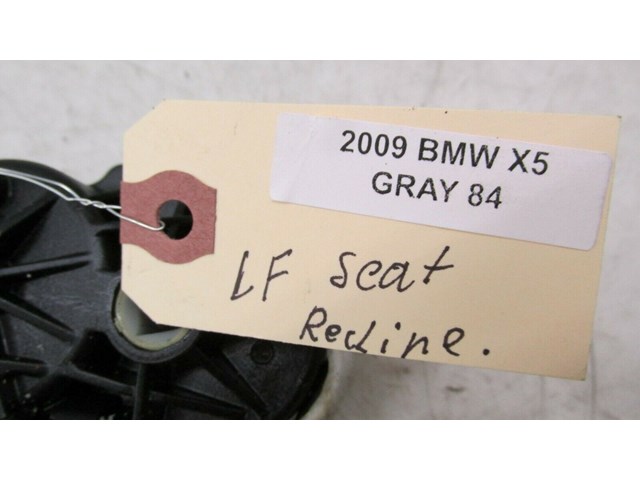 2009 BMW X5
GRAY 84
LF Seat
Recline.